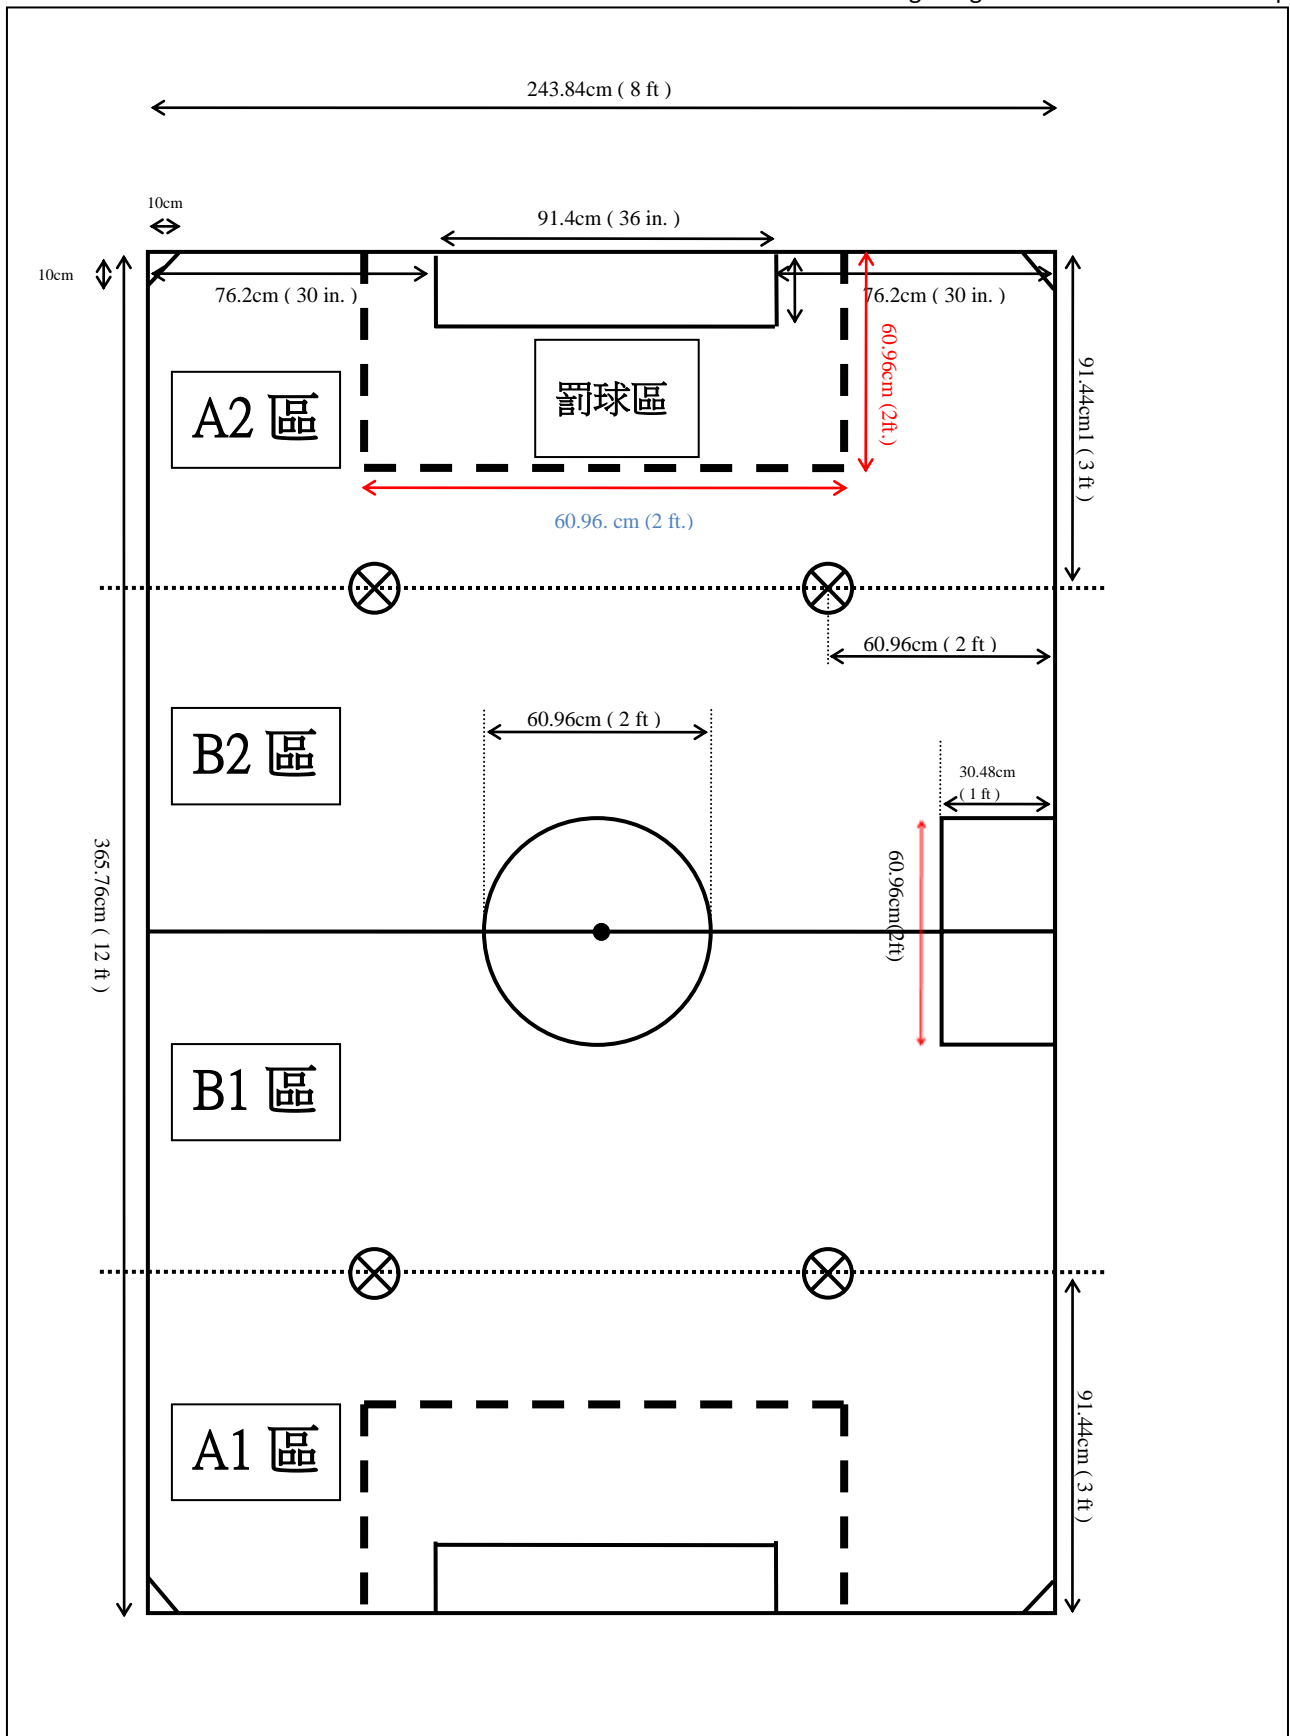 243.84cm ( 8 ft )
10cm
91.4cm ( 36 in. )
10cm
76.2cm ( 30 in. )
76.2cm ( 30 in. )
60.96cm (2ft.)
91.44cm1 ( 3 ft )
A2 區
罰球區
60.96. cm (2 ft.)
60.96cm ( 2 ft )
B2 區
60.96cm ( 2 ft )
30.48cm
( 1 ft )
365.76cm ( 12 ft )
60.96cm(2ft)
B1 區
A1 區
91.44cm ( 3 ft )